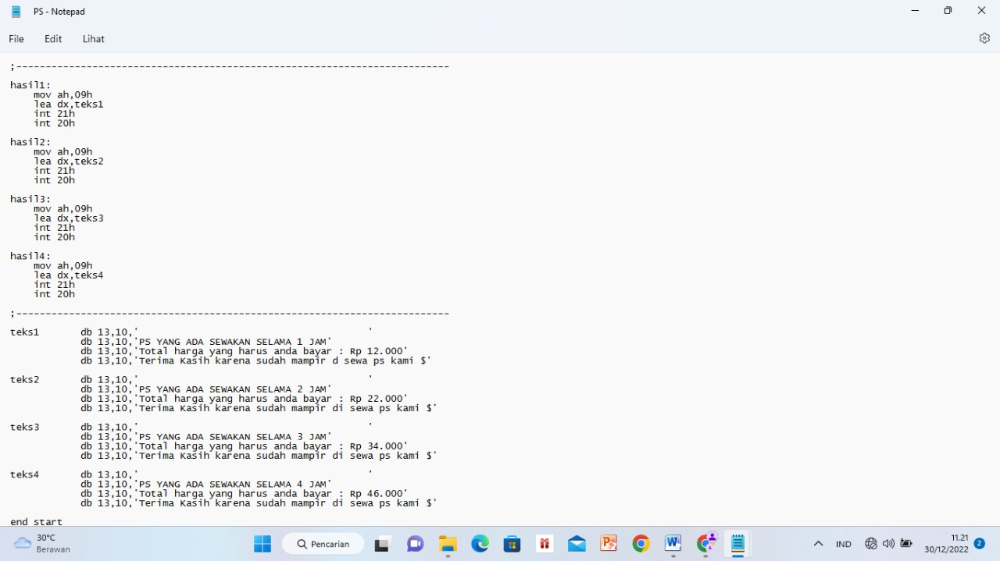 PS - Notepad
File Edit Lihat
;--------------------------------------------------------------------------
hasil1:
mov ah,09h
lea dx,teks1
int 21h
int 20h
hasil2:
mov ah,09h
lea dx,teks2
int 21h
int 20h
hasil3:
mov ah,09h
lea dx,teks3
int 21h
int 20h
hasil4:
mov ah,09h
lea dx,teks4
int 21h
int 20h
;--------------------------------------------------------------------------
teks1 db 13,10,' '
db 13,10,'PS YANG ADA SEWAKAN SELAMA 1 JAM'
db 13,10,'Total harga yang harus anda bayar : Rp 12.000'
db 13,10,'Terima Kasih karena sudah mampir d sewa ps kami $'
teks2 db 13,10,' '
db 13,10,'PS YANG ADA SEWAKAN SELAMA 2 JAM'
db 13,10,'Total harga yang harus anda bayar : Rp 22.000'
db 13,10,'Terima Kasih karena sudah mampir di sewa ps kami $'
teks3 db 13,10,' '
db 13,10,'PS YANG ADA SEWAKAN SELAMA 3 JAM'
db 13,10,'Total harga yang harus anda bayar : Rp 34.000'
db 13,10,'Terima Kasih karena sudah mampir di sewa ps kami $'
teks4 db 13,10,' '
db 13,10,'PS YANG ADA SEWAKAN SELAMA 4 JAM'
db 13,10,'Total harga yang harus anda bayar : Rp 46.000'
db 13,10,'Terima Kasih karena sudah mampir di sewa ps kami $'
end start
30°C
Berawan
Pencarian
IND
11.21
30/12/2022
2